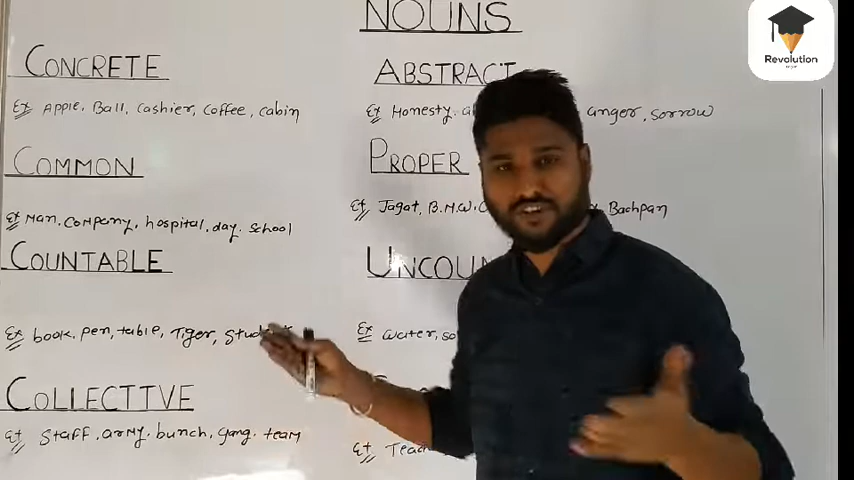 NOUNS
CONCRETE
Ex Apple, Ball, cashier, coffee, cabin
ABSTRACT
Ex Honesty, anger, sorrow
COMMON
Ex Man, company, hospital, day, school
PROPER
Ex Jagat, B.M.W, Bachpan
COUNTABLE
Ex book, pen, table, Tiger,
Ex water,
COLLECTIVE
Ex Staff, army, bunch, gang, team
Ex
Revolution